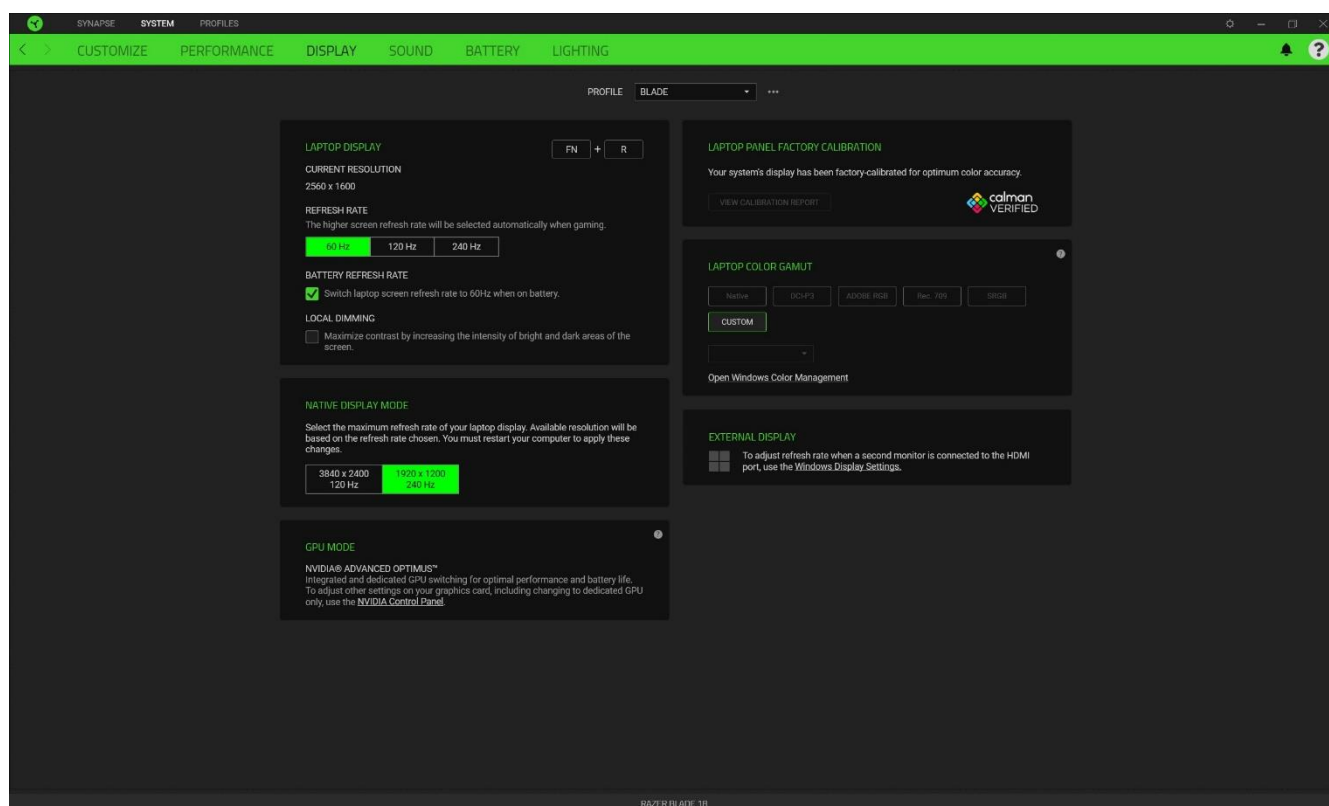 SYNAPSE SYSTEM PROFILES
CUSTOMIZE PERFORMANCE DISPLAY SOUND BATTERY LIGHTING
?
PROFILE BLADE
LAPTOP DISPLAY FN + R
CURRENT RESOLUTION
2560 x 1600
REFRESH RATE
The higher screen refresh rate will be selected automatically when gaming.
60 Hz 120 Hz 240 Hz
BATTERY REFRESH RATE
Switch laptop screen refresh rate to 60Hz when on battery.
LOCAL DIMMING
Maximize contrast by increasing the intensity of bright and dark areas of the
screen.
NATIVE DISPLAY MODE
Select the maximum refresh rate of your laptop display. Available resolution will be
based on the refresh rate chosen. You must restart your computer to apply these
changes.
3840 x 2400 1920 x 1200
120 Hz 240 Hz
GPU MODE
NVIDIA® ADVANCED OPTIMUS™
Integrated and dedicated GPU switching for optimal performance and battery life.
To adjust other settings on your graphics card, including changing to dedicated GPU
only, use the NVIDIA Control Panel.
LAPTOP PANEL FACTORY CALIBRATION
Your system's display has been factory-calibrated for optimum color accuracy.
VIEW CALIBRATION REPORT
calman
VERIFIED
LAPTOP COLOR GAMUT
Native DCI-P3 ADOBE RGB Rec. 709 SRGB
CUSTOM
Open Windows Color Management
EXTERNAL DISPLAY
To adjust refresh rate when a second monitor is connected to the HDMI
port, use the Windows Display Settings.
RAZER BLADE 18